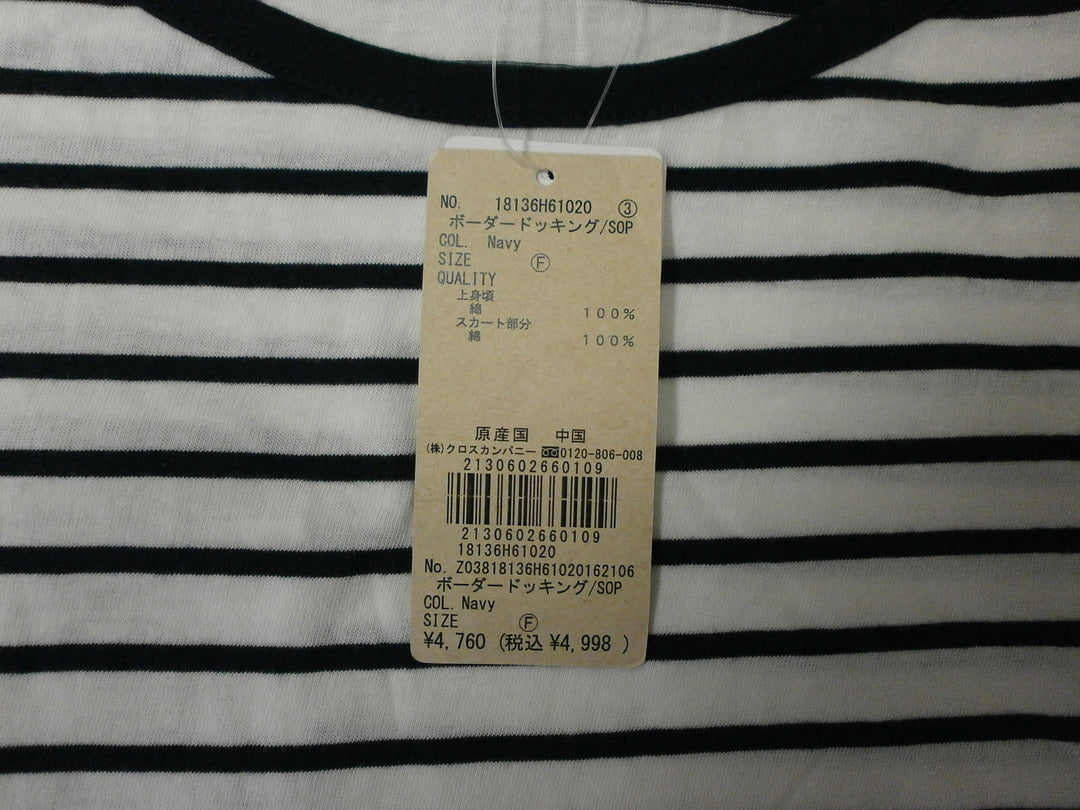 NO. 18136H61020 ③
ボーダードッキング/SOP
COL. Navy
SIZE Ⓕ
QUALITY
上身頃
綿 100%
スカート部分
綿 100%
原産国 中国
(株)クロスカンパニー 0120-806-008
2130602660109
2130602660109
18136H61020
No. Z03818136H61020162106
ボーダードッキング/SOP
COL. Navy
SIZE Ⓕ
¥4,760 (税込 ¥4,998 )